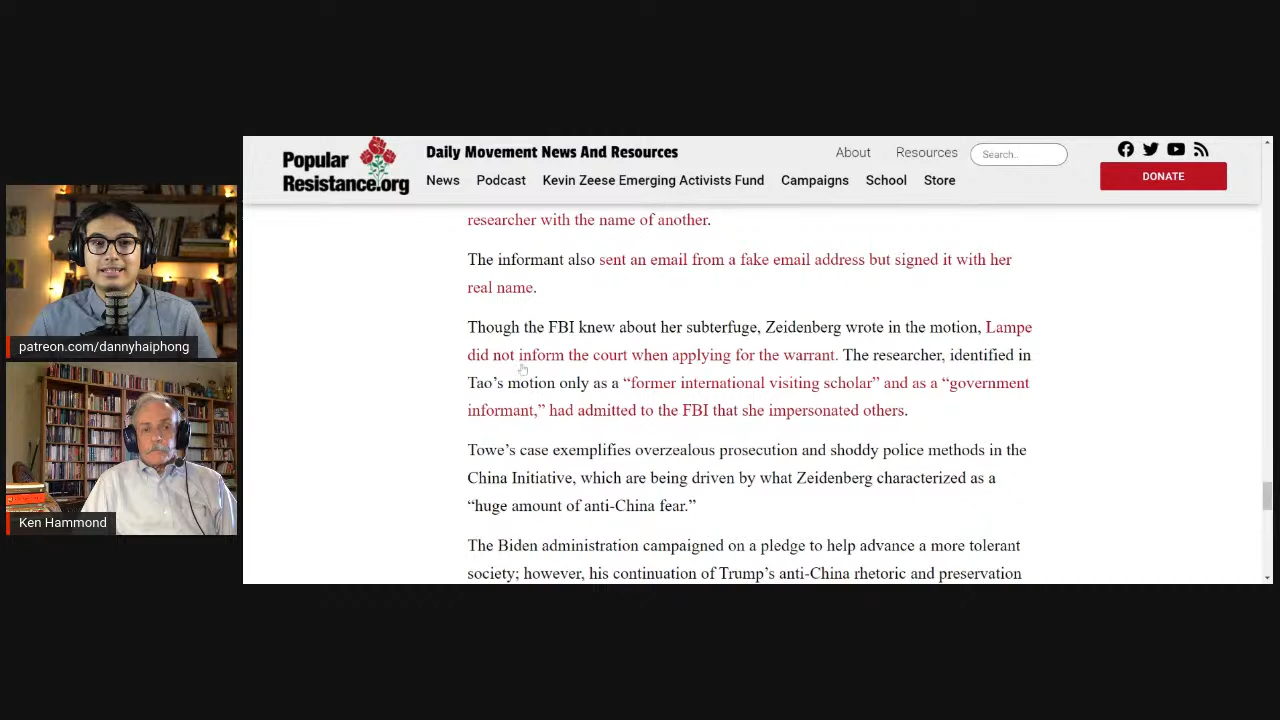 Popular
Resistance.org
Daily Movement News And Resources
About Resources Search..
DONATE
News Podcast Kevin Zeese Emerging Activists Fund Campaigns School Store
researcher with the name of another.
The informant also sent an email from a fake email address but signed it with her
real name.
Though the FBI knew about her subterfuge, Zeidenberg wrote in the motion, Lampe
did not inform the court when applying for the warrant. The researcher, identified in
Tao’s motion only as a “former international visiting scholar” and as a “government
informant,” had admitted to the FBI that she impersonated others.
Towe’s case exemplifies overzealous prosecution and shoddy police methods in the
China Initiative, which are being driven by what Zeidenberg characterized as a
“huge amount of anti-China fear.”
The Biden administration campaigned on a pledge to help advance a more tolerant
society; however, his continuation of Trump’s anti-China rhetoric and preservation
patreon.com/dannyhaiphong
Ken Hammond